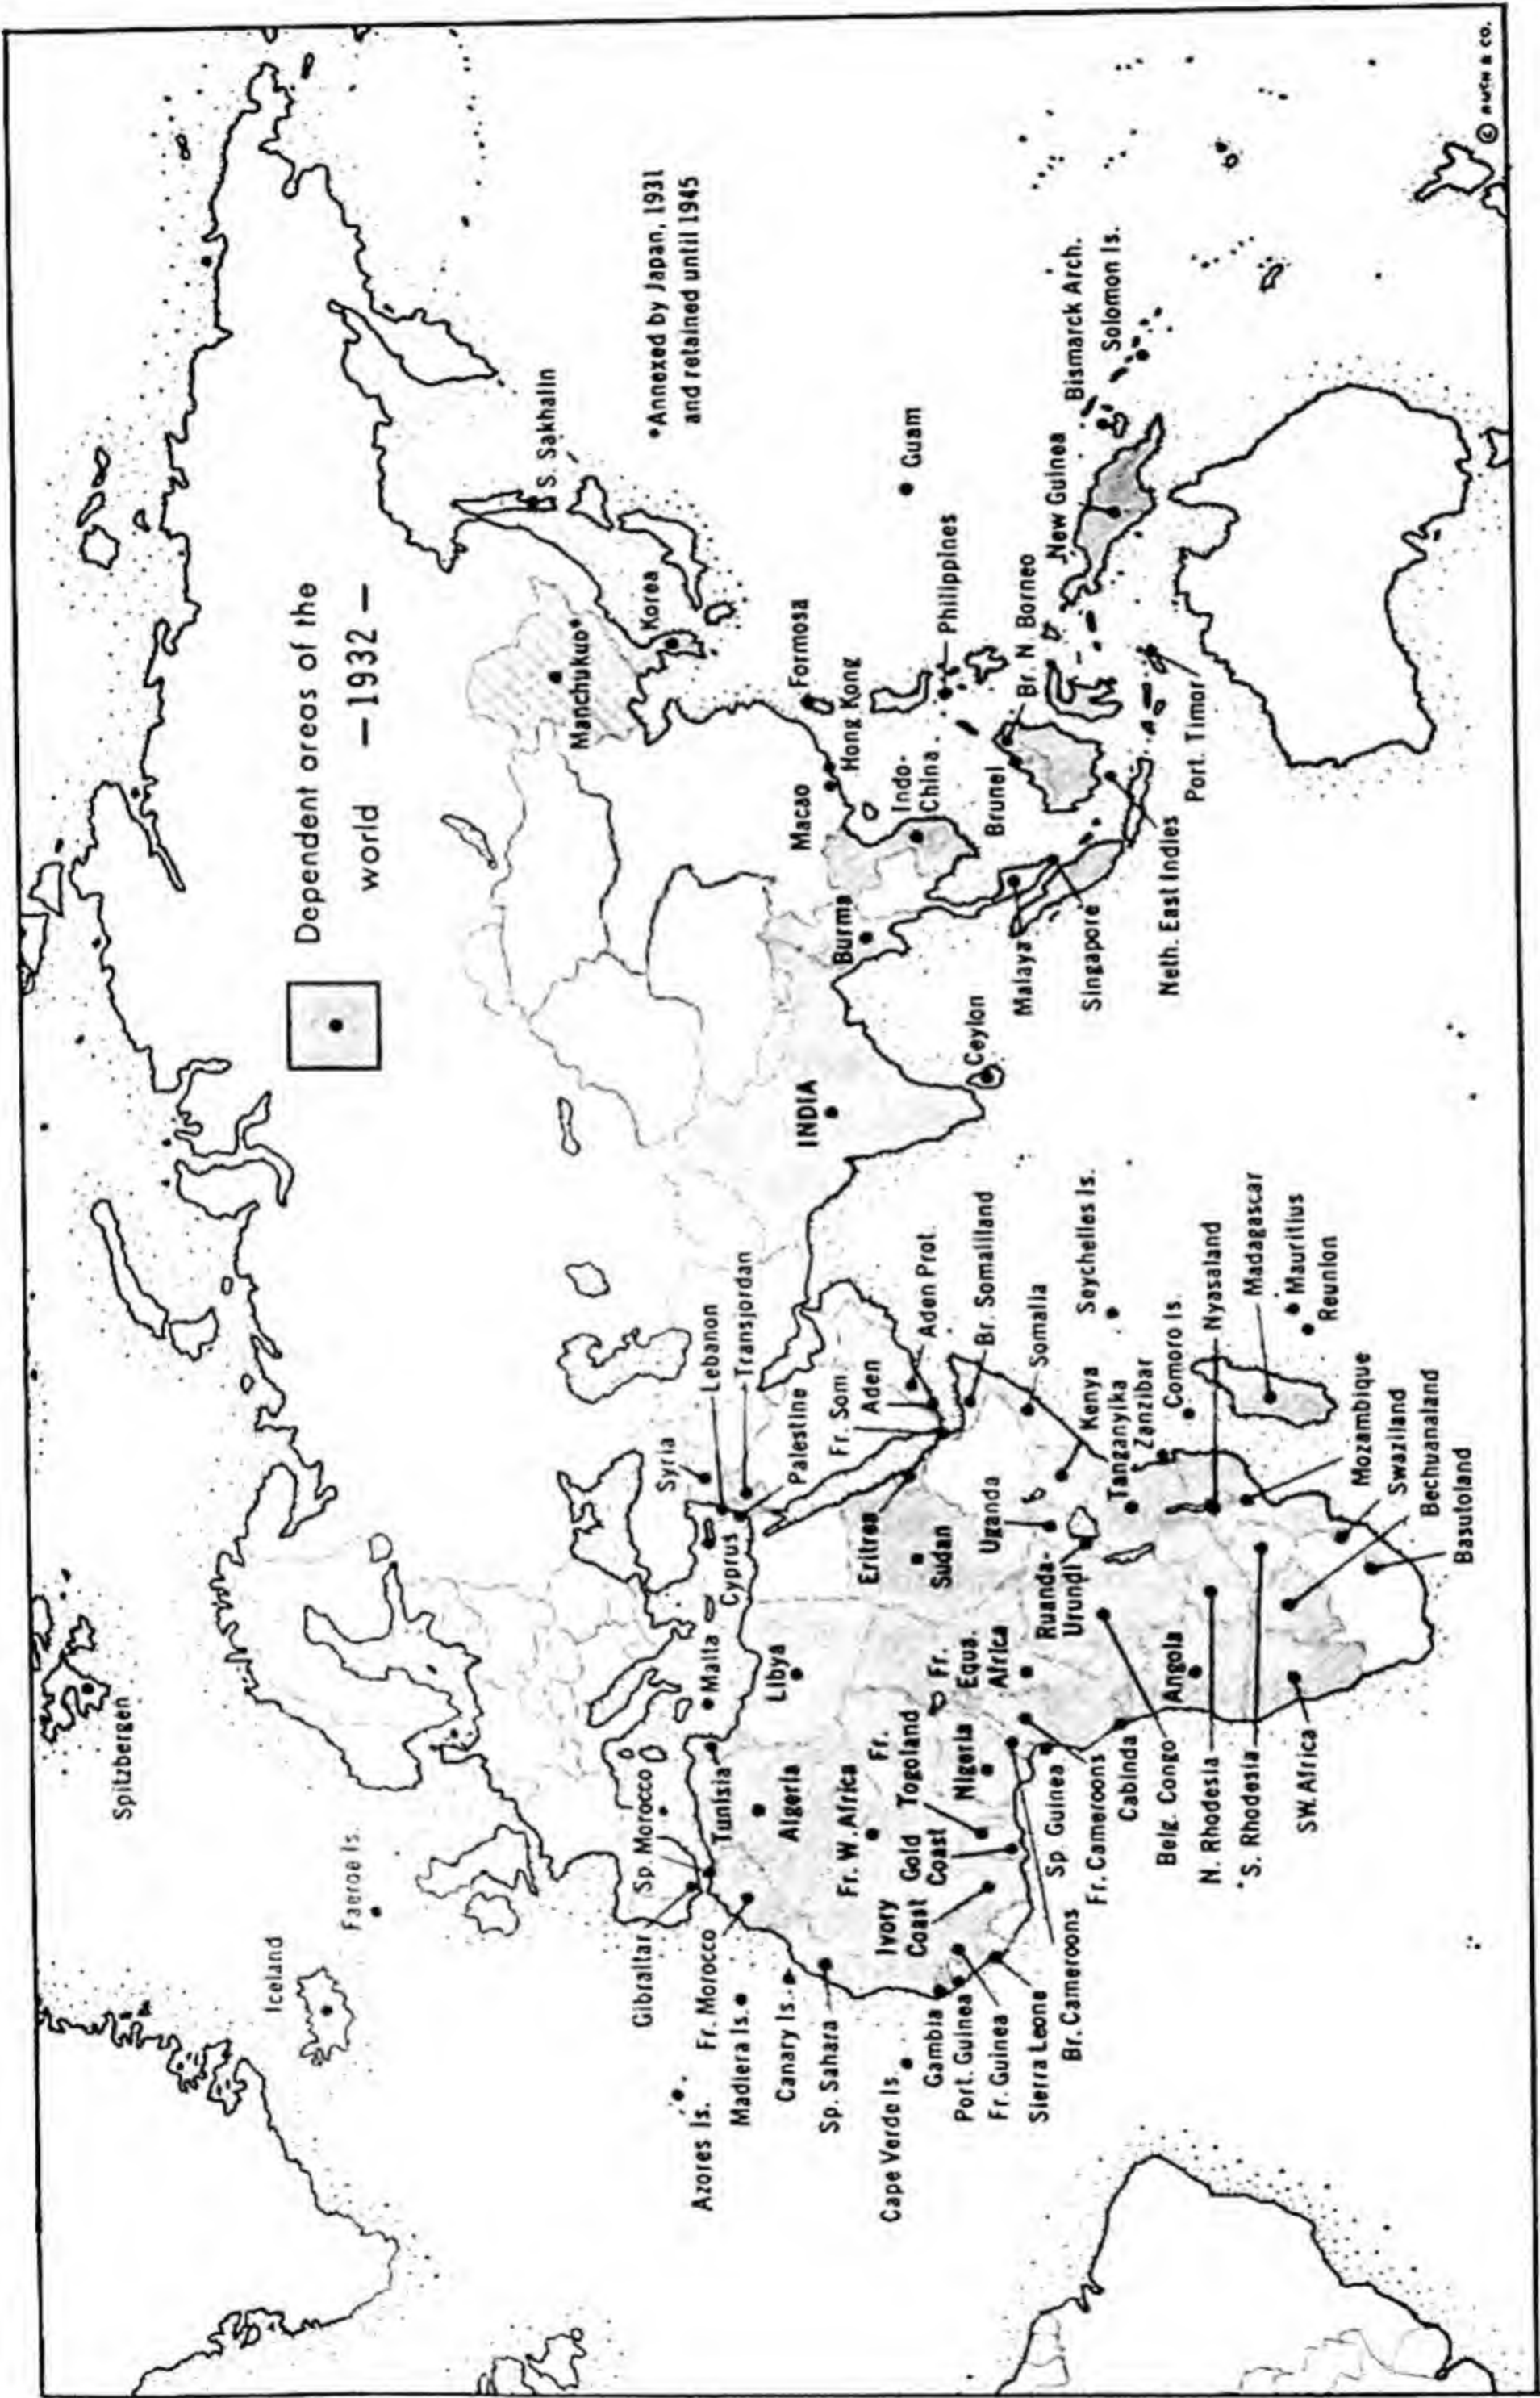 Dependent areas of the
world —1932—
Spitzbergen
Iceland
Faeroe Is.
S. Sakhalin
*Annexed by Japan, 1931
and retained until 1945
Manchukuo*
Korea
Formosa
Hong Kong
Macao
Guam
Philippines
Indo-
China
Burma
INDIA
Ceylon
Malaya
Singapore
Neth. East Indies
Brunei
Br. N. Borneo
New Guinea
Bismarck Arch.
Solomon Is.
Port. Timor
Syria
Lebanon
Transjordan
Palestine
Cyprus
Malta
Gibraltar
Sp. Morocco
Fr. Morocco
Tunisia
Algeria
Libya
Azores Is.
Madiera Is.
Canary Is.
Sp. Sahara
Cape Verde Is.
Gambia
Port. Guinea
Fr. Guinea
Sierra Leone
Br. Cameroons
Fr. W. Africa
Ivory
Coast
Gold
Coast
Fr.
Togoland
Nigeria
Fr.
Equa.
Africa
Sp. Guinea
Fr. Cameroons
Cabinda
Belg. Congo
Angola
N. Rhodesia
S. Rhodesia
SW. Africa
Eritrea
Sudan
Uganda
Ruanda-
Urundi
Fr. Som.
Aden
Aden Prot.
Br. Somaliland
Somalia
Kenya
Tanganyika
Zanzibar
Seychelles Is.
Comoro Is.
Nyasaland
Madagascar
Mauritius
Reunion
Mozambique
Swaziland
Bechuanaland
Basutoland